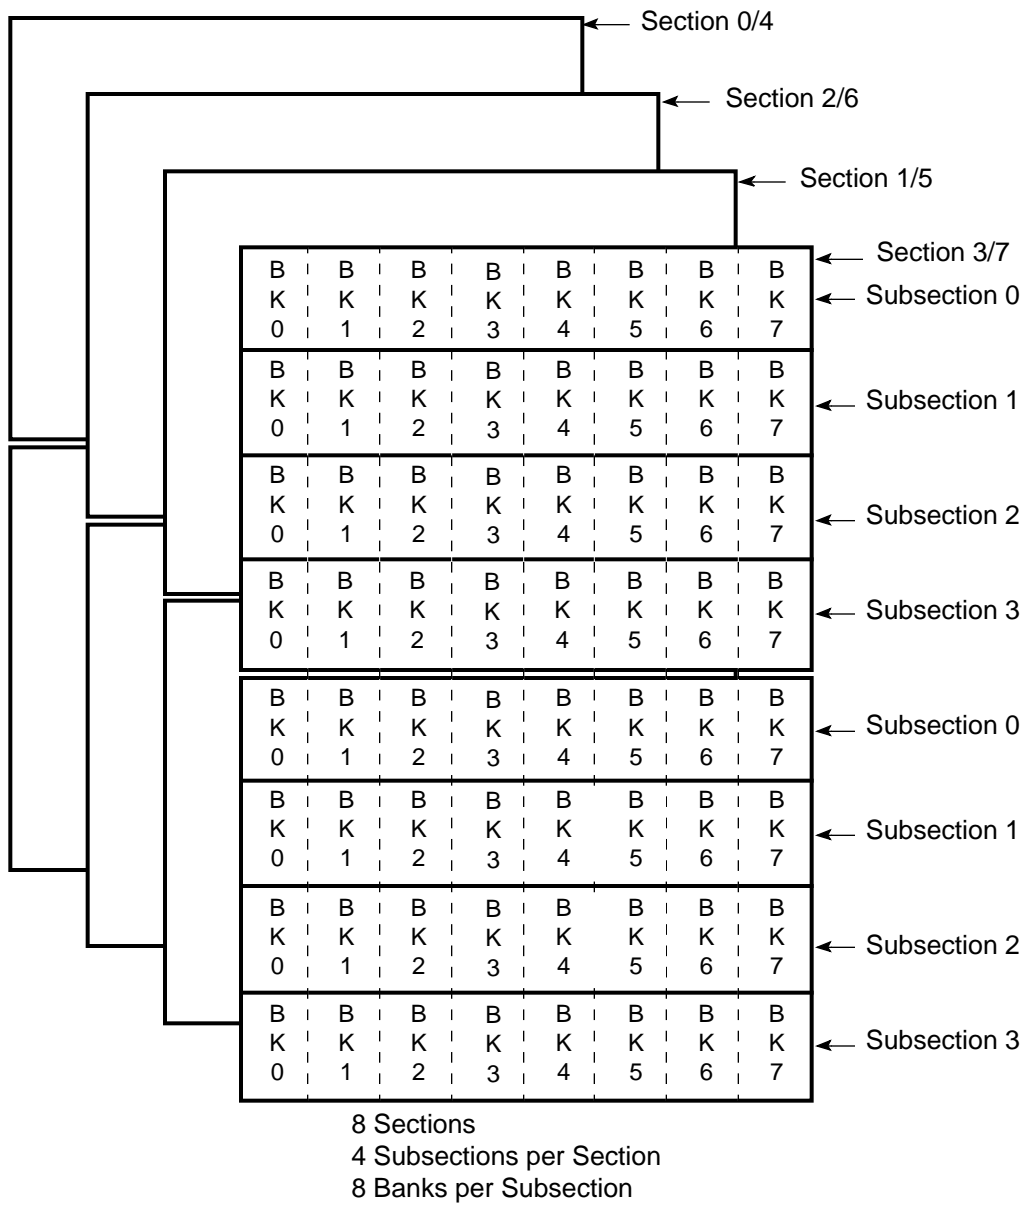 Section 0/4
Section 2/6
Section 1/5
Section 3/7
B B B B B B B B
K K K K K K K K
0 1 2 3 4 5 6 7
Subsection 0
B B B B B B B B
K K K K K K K K
0 1 2 3 4 5 6 7
Subsection 1
B B B B B B B B
K K K K K K K K
0 1 2 3 4 5 6 7
Subsection 2
B B B B B B B B
K K K K K K K K
0 1 2 3 4 5 6 7
Subsection 3
B B B B B B B B
K K K K K K K K
0 1 2 3 4 5 6 7
Subsection 0
B B B B B B B B
K K K K K K K K
0 1 2 3 4 5 6 7
Subsection 1
B B B B B B B B
K K K K K K K K
0 1 2 3 4 5 6 7
Subsection 2
B B B B B B B B
K K K K K K K K
0 1 2 3 4 5 6 7
Subsection 3
8 Sections
4 Subsections per Section
8 Banks per Subsection